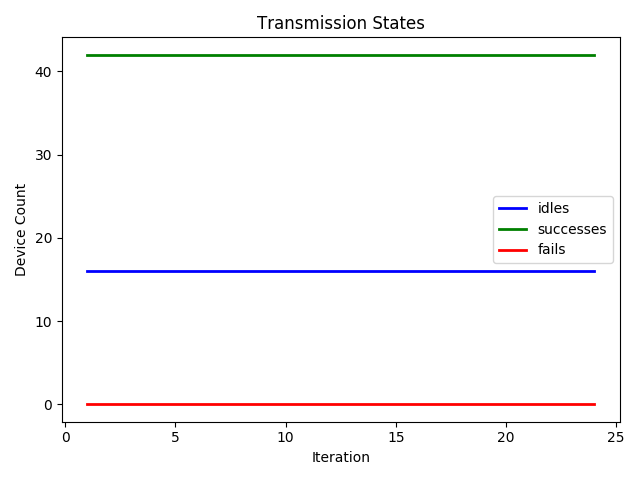 Transmission States
Device Count
40
30
20
10
0
idles
successes
fails
0 5 10 15 20 25
Iteration